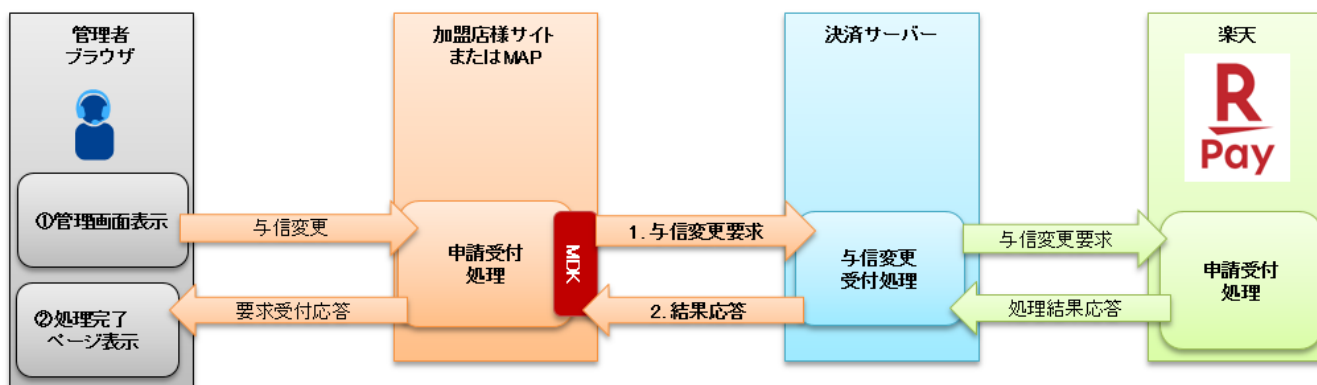 管理者
ブラウザ
加盟店様サイト
またはMAP
決済サーバー
楽天
R
Pay
①管理画面表示
与信変更
申請受付
処理
MDK
1.与信変更要求
与信変更
受付処理
与信変更要求
申請受付
処理
②処理完了
ページ表示
要求受付応答
2.結果応答
処理結果応答